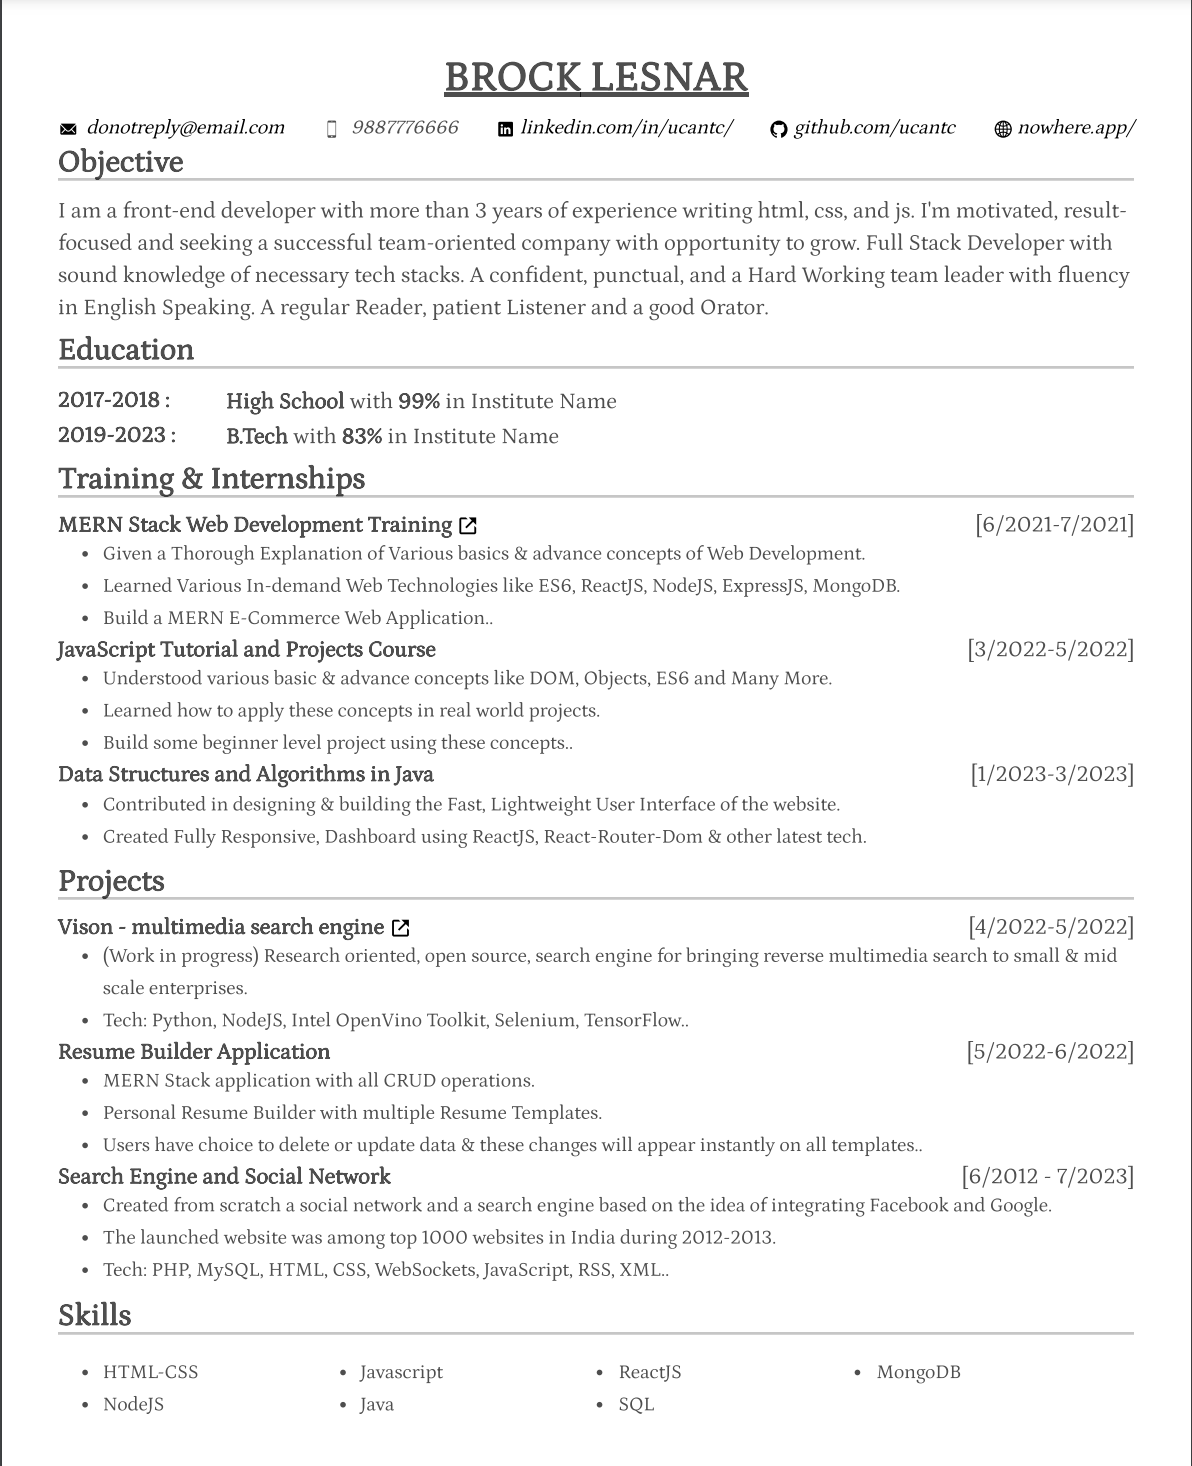 BROCK LESNAR
donotreply@email.com 9887776666 linkedin.com/in/ucantc/ github.com/ucantc nowhere.app/
Objective
I am a front-end developer with more than 3 years of experience writing html, css, and js. I'm motivated, result-
focused and seeking a successful team-oriented company with opportunity to grow. Full Stack Developer with
sound knowledge of necessary tech stacks. A confident, punctual, and a Hard Working team leader with fluency
in English Speaking. A regular Reader, patient Listener and a good Orator.
Education
2017-2018 : High School with 99% in Institute Name
2019-2023 : B.Tech with 83% in Institute Name
Training & Internships
MERN Stack Web Development Training [6/2021-7/2021]
• Given a Thorough Explanation of Various basics & advance concepts of Web Development.
• Learned Various In-demand Web Technologies like ES6, ReactJS, NodeJS, ExpressJS, MongoDB.
• Build a MERN E-Commerce Web Application..
JavaScript Tutorial and Projects Course [3/2022-5/2022]
• Understood various basic & advance concepts like DOM, Objects, ES6 and Many More.
• Learned how to apply these concepts in real world projects.
• Build some beginner level project using these concepts..
Data Structures and Algorithms in Java [1/2023-3/2023]
• Contributed in designing & building the Fast, Lightweight User Interface of the website.
• Created Fully Responsive, Dashboard using ReactJS, React-Router-Dom & other latest tech.
Projects
Vison - multimedia search engine [4/2022-5/2022]
• (Work in progress) Research oriented, open source, search engine for bringing reverse multimedia search to small & mid
scale enterprises.
• Tech: Python, NodeJS, Intel OpenVino Toolkit, Selenium, TensorFlow..
Resume Builder Application [5/2022-6/2022]
• MERN Stack application with all CRUD operations.
• Personal Resume Builder with multiple Resume Templates.
• Users have choice to delete or update data & these changes will appear instantly on all templates..
Search Engine and Social Network [6/2012 - 7/2023]
• Created from scratch a social network and a search engine based on the idea of integrating Facebook and Google.
• The launched website was among top 1000 websites in India during 2012-2013.
• Tech: PHP, MySQL, HTML, CSS, WebSockets, JavaScript, RSS, XML..
Skills
• HTML-CSS • Javascript • ReactJS • MongoDB
• NodeJS • Java • SQL